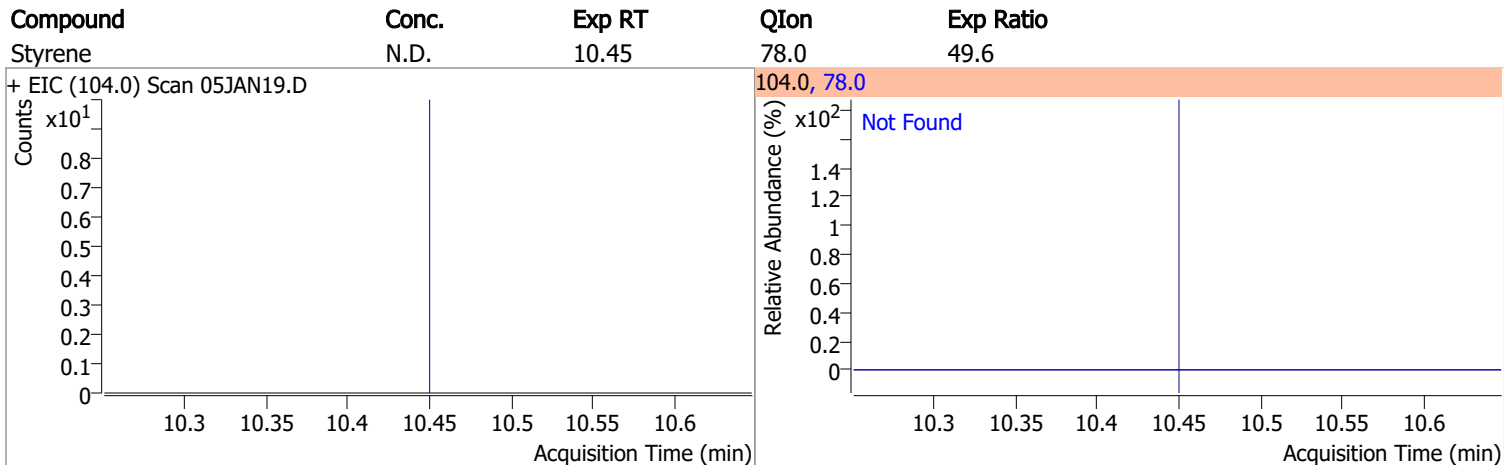 Compound Conc. Exp RT QIon Exp Ratio
Styrene N.D. 10.45 78.0 49.6
+ EIC (104.0) Scan 05JAN19.D
Counts
x10¹
0.8
0.7
0.6
0.5
0.4
0.3
0.2
0.1
0
10.3 10.35 10.4 10.45 10.5 10.55 10.6
Acquisition Time (min)
104.0, 78.0
Relative Abundance (%)
x10²
Not Found
1.4
1.2
1
0.8
0.6
0.4
0.2
0
10.3 10.35 10.4 10.45 10.5 10.55 10.6
Acquisition Time (min)